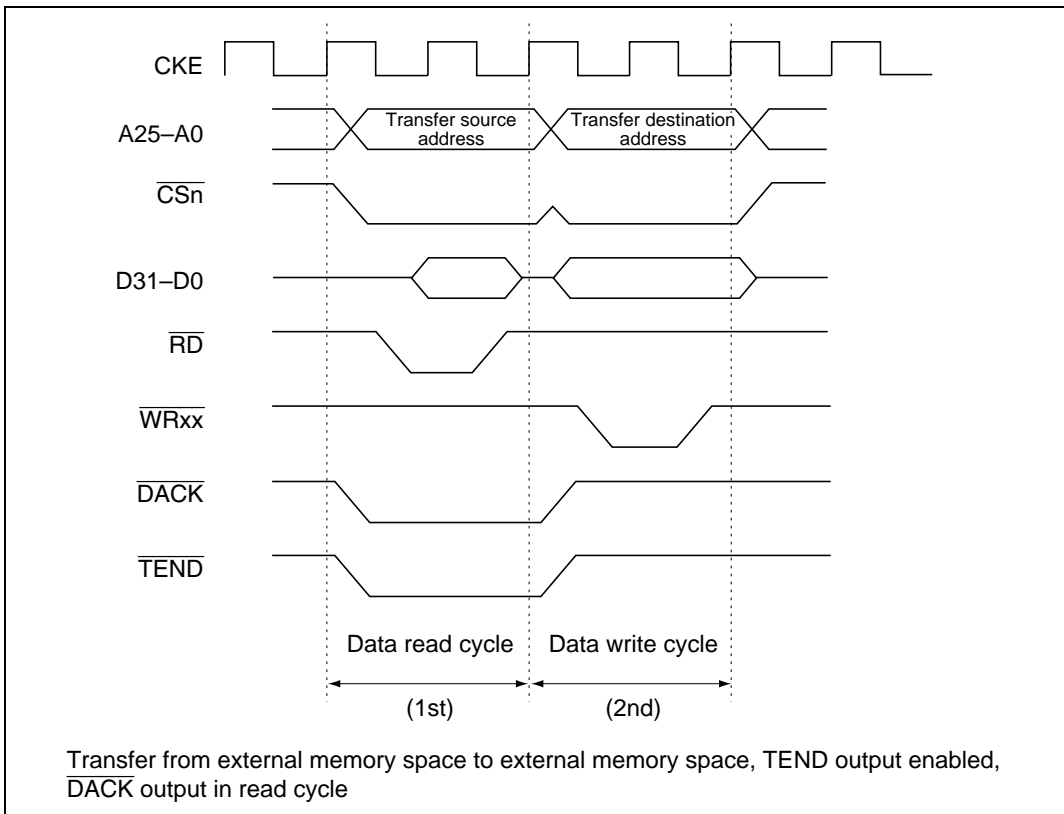 CKE
A25–A0
Transfer source
address
Transfer destination
address
CSn
D31–D0
RD
WRxx
DACK
TEND
Data read cycle
Data write cycle
(1st)
(2nd)
Transfer from external memory space to external memory space, TEND output enabled,
DACK output in read cycle